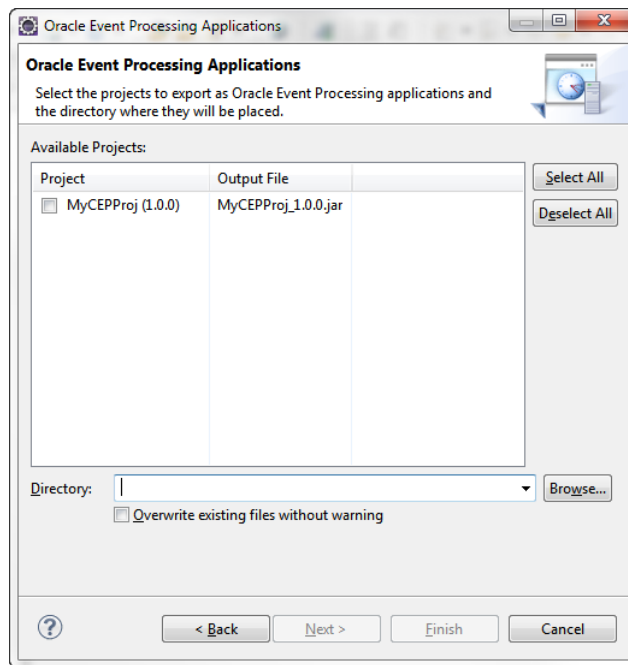 Oracle Event Processing Applications
Oracle Event Processing Applications
Select the projects to export as Oracle Event Processing applications and
the directory where they will be placed.
Available Projects:
Project Output File
MyCEPProj (1.0.0) MyCEPProj_1.0.0.jar
Select All
Deselect All
Directory: Browse...
Overwrite existing files without warning
? < Back Next > Finish Cancel